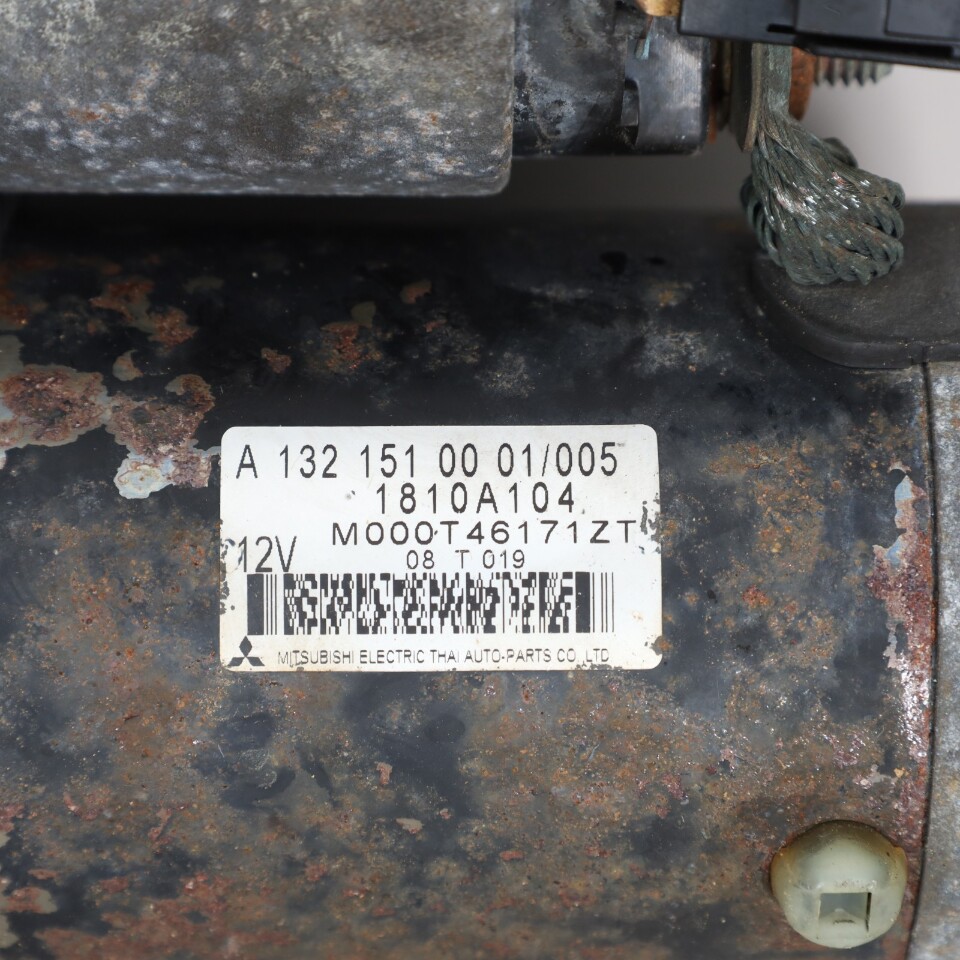 A 132 151 00 01/005
1810A104
M000T46171ZT
12V
08 T 019
MITSUBISHI ELECTRIC THAI AUTO-PARTS CO. LTD